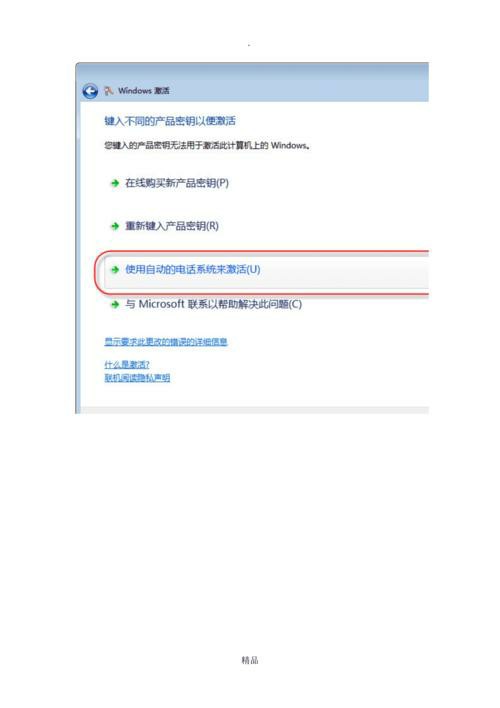 .
Windows 激活
键入不同的产品密钥以便激活
您键入的产品密钥无法用于激活此计算机上的 Windows。
在线购买新产品密钥(P)
重新键入产品密钥(R)
使用自动的电话系统来激活(U)
与 Microsoft 联系以帮助解决此问题(C)
显示要求此更改的错误的详细信息
什么是激活?
联机阅读隐私声明
精品